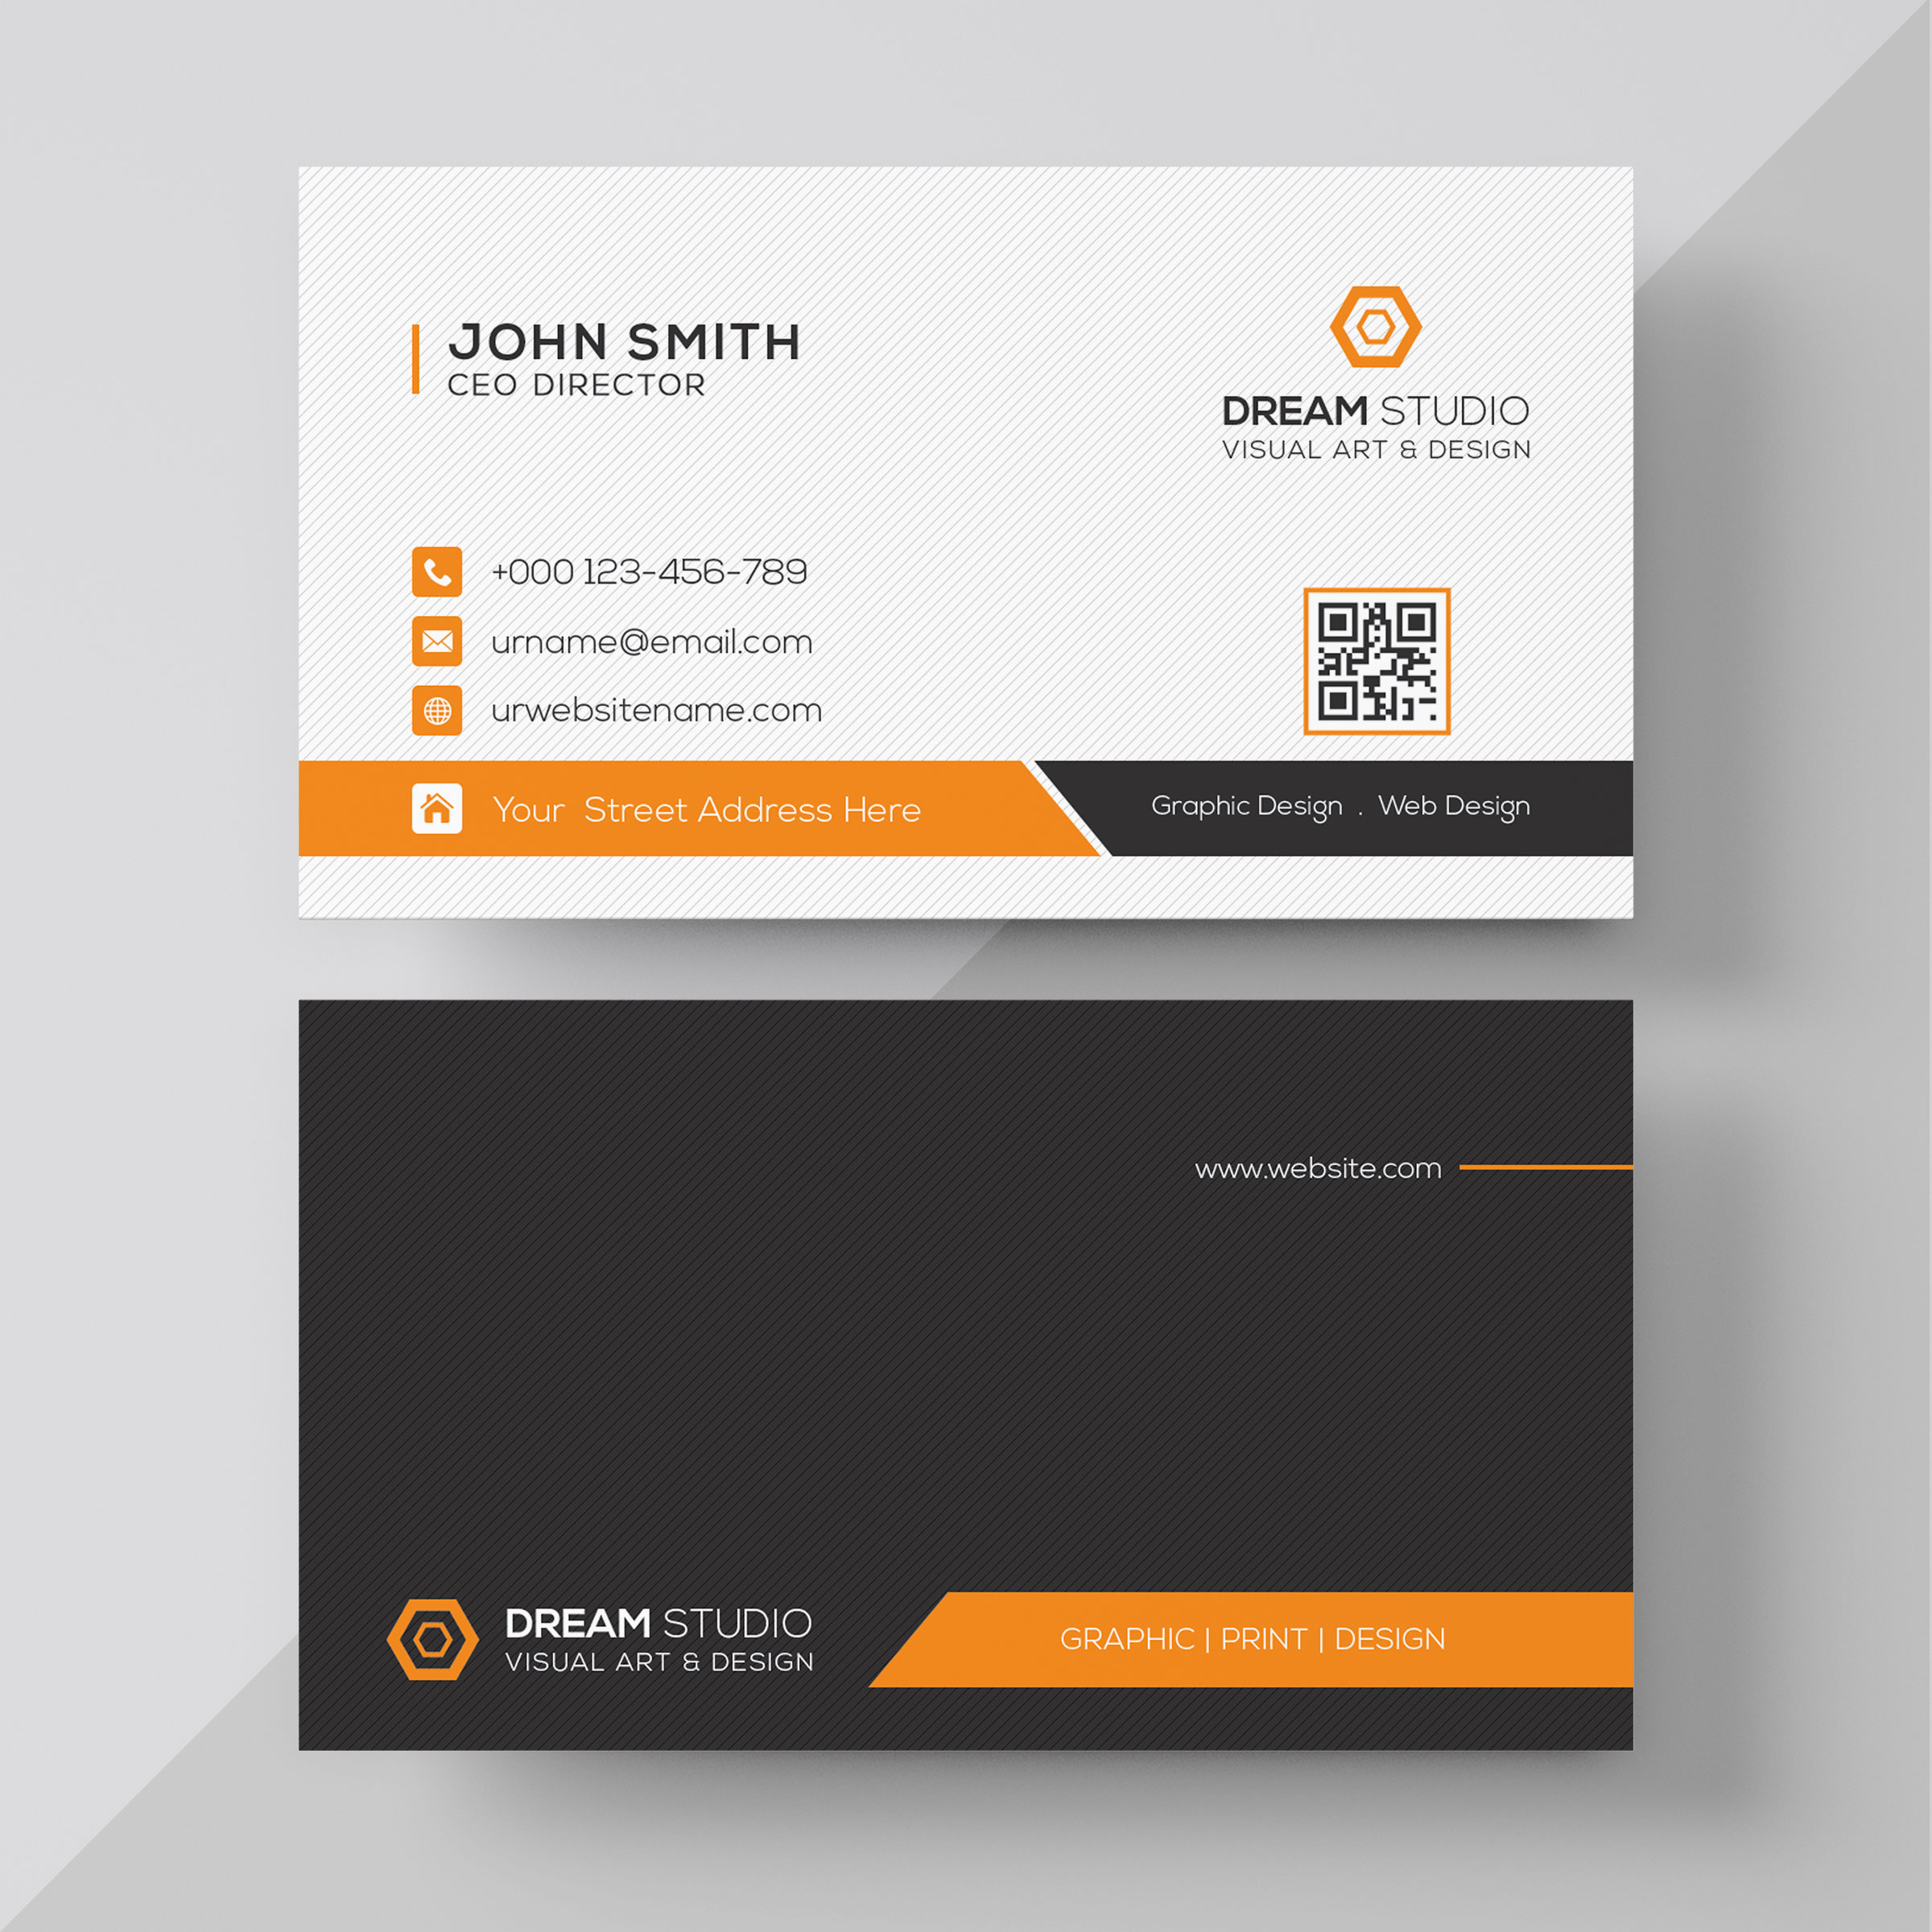 JOHN SMITH
CEO DIRECTOR
DREAM STUDIO
VISUAL ART & DESIGN
+000 123-456-789
urname@email.com
urwebsitename.com
Your  Street Address Here
Graphic Design . Web Design
www.website.com
DREAM STUDIO
VISUAL ART & DESIGN
GRAPHIC | PRINT | DESIGN